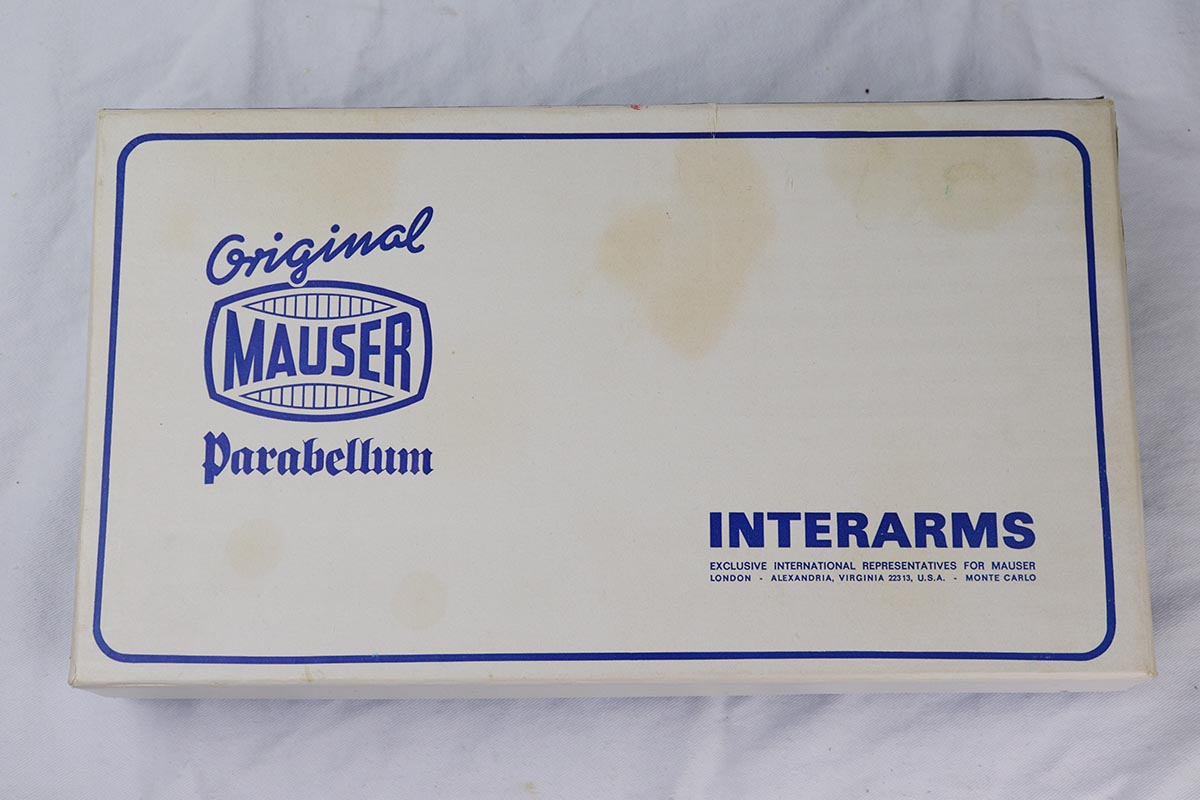 Original
MAUSER
Parabellum
INTERARMS
EXCLUSIVE INTERNATIONAL REPRESENTATIVES FOR MAUSER
LONDON - ALEXANDRIA, VIRGINIA 22313, U.S.A. - MONTE CARLO